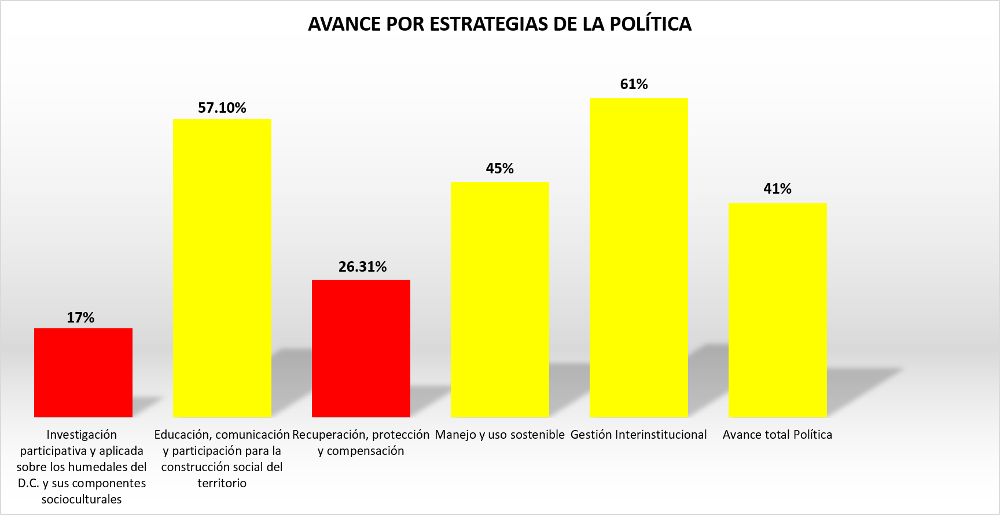 AVANCE POR ESTRATEGIAS DE LA POLÍTICA
61%
57.10%
45%
41%
26.31%
17%
Investigación
participativa y aplicada
sobre los humedales del
D.C. y sus componentes
socioculturales
Educación, comunicación
y participación para la
construcción social del
territorio
Recuperación, protección
y compensación
Manejo y uso sostenible
Gestión Interinstitucional
Avance total Política